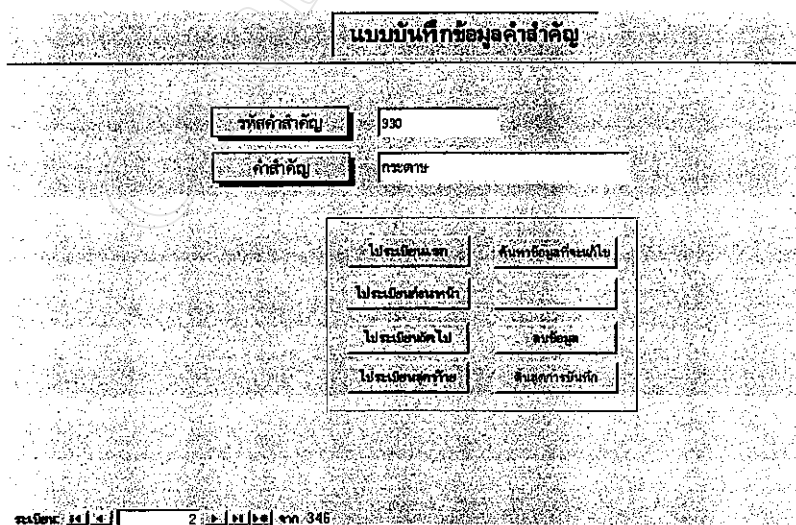 แบบบันทึกข้อมูลคำสำคัญ
รหัสคำสำคัญ 930
คำสำคัญ กระดาษ
ไประเบียนแรก ค้นหาข้อมูลที่จะแก้ไข
ไประเบียนก่อนหน้า
ไประเบียนถัดไป ลบข้อมูล
ไประเบียนสุดท้าย สิ้นสุดการบันทึก
ระเบียน: 2 จาก 346